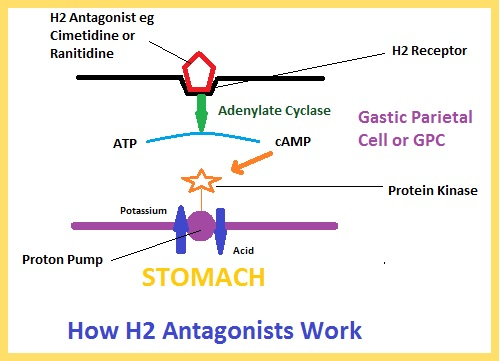 H2 Antagonist eg
Cimetidine or
Ranitidine
H2 Receptor
Adenylate Cyclase
Gastic Parietal
Cell or GPC
ATP
cAMP
Protein Kinase
Potassium
Acid
Proton Pump
STOMACH
How H2 Antagonists Work